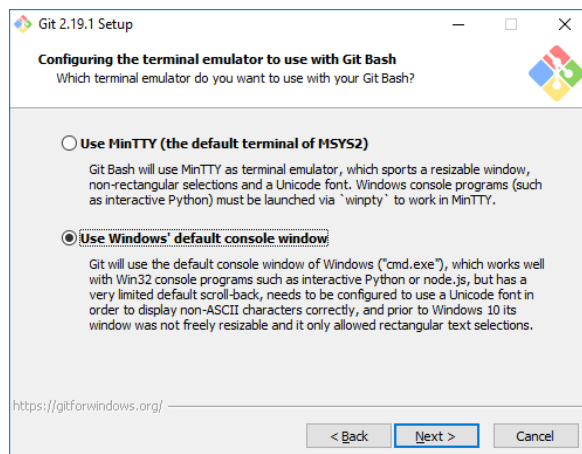 Git 2.19.1 Setup
Configuring the terminal emulator to use with Git Bash
Which terminal emulator do you want to use with your Git Bash?
Use MinTTY (the default terminal of MSYS2)
Git Bash will use MinTTY as terminal emulator, which sports a resizable window,
non-rectangular selections and a Unicode font. Windows console programs (such
as interactive Python) must be launched via `winpty` to work in MinTTY.
Use Windows' default console window
Git will use the default console window of Windows ("cmd.exe"), which works well
with Win32 console programs such as interactive Python or node.js, but has a
very limited default scroll-back, needs to be configured to use a Unicode font in
order to display non-ASCII characters correctly, and prior to Windows 10 its
window was not freely resizable and it only allowed rectangular text selections.
https://gitforwindows.org/
< Back
Next >
Cancel